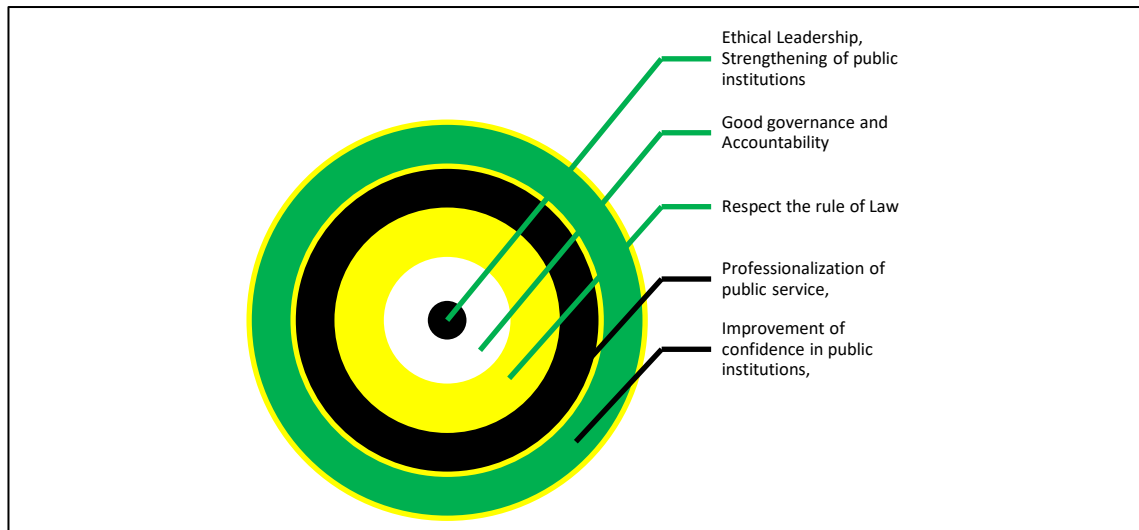 Ethical Leadership,
Strengthening of public
institutions
Good governance and
Accountability
Respect the rule of Law
Professionalization of
public service,
Improvement of
confidence in public
institutions,